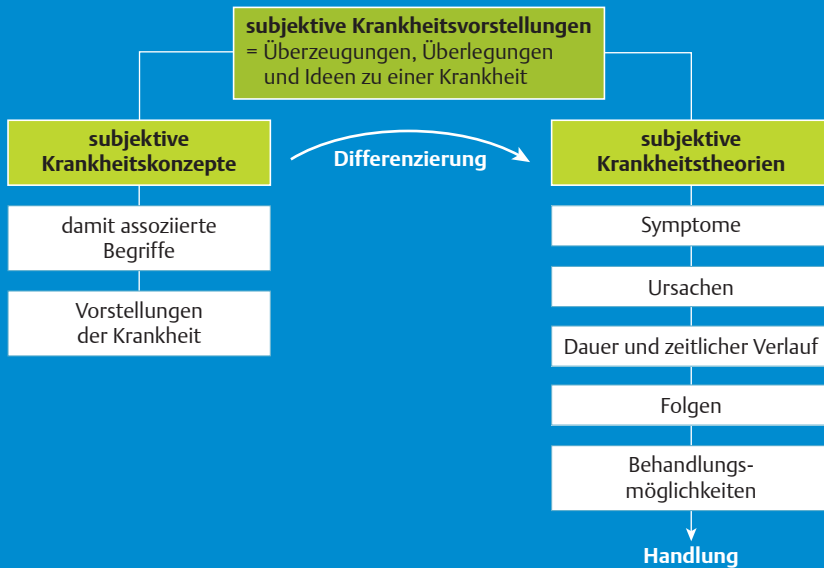 subjektive Krankheitsvorstellungen
= Überzeugungen, Überlegungen
und Ideen zu einer Krankheit
subjektive
Krankheitskonzepte
Differenzierung
subjektive
Krankheitstheorien
damit assoziierte
Begriffe
Vorstellungen
der Krankheit
Symptome
Ursachen
Dauer und zeitlicher Verlauf
Folgen
Behandlungs-
möglichkeiten
Handlung